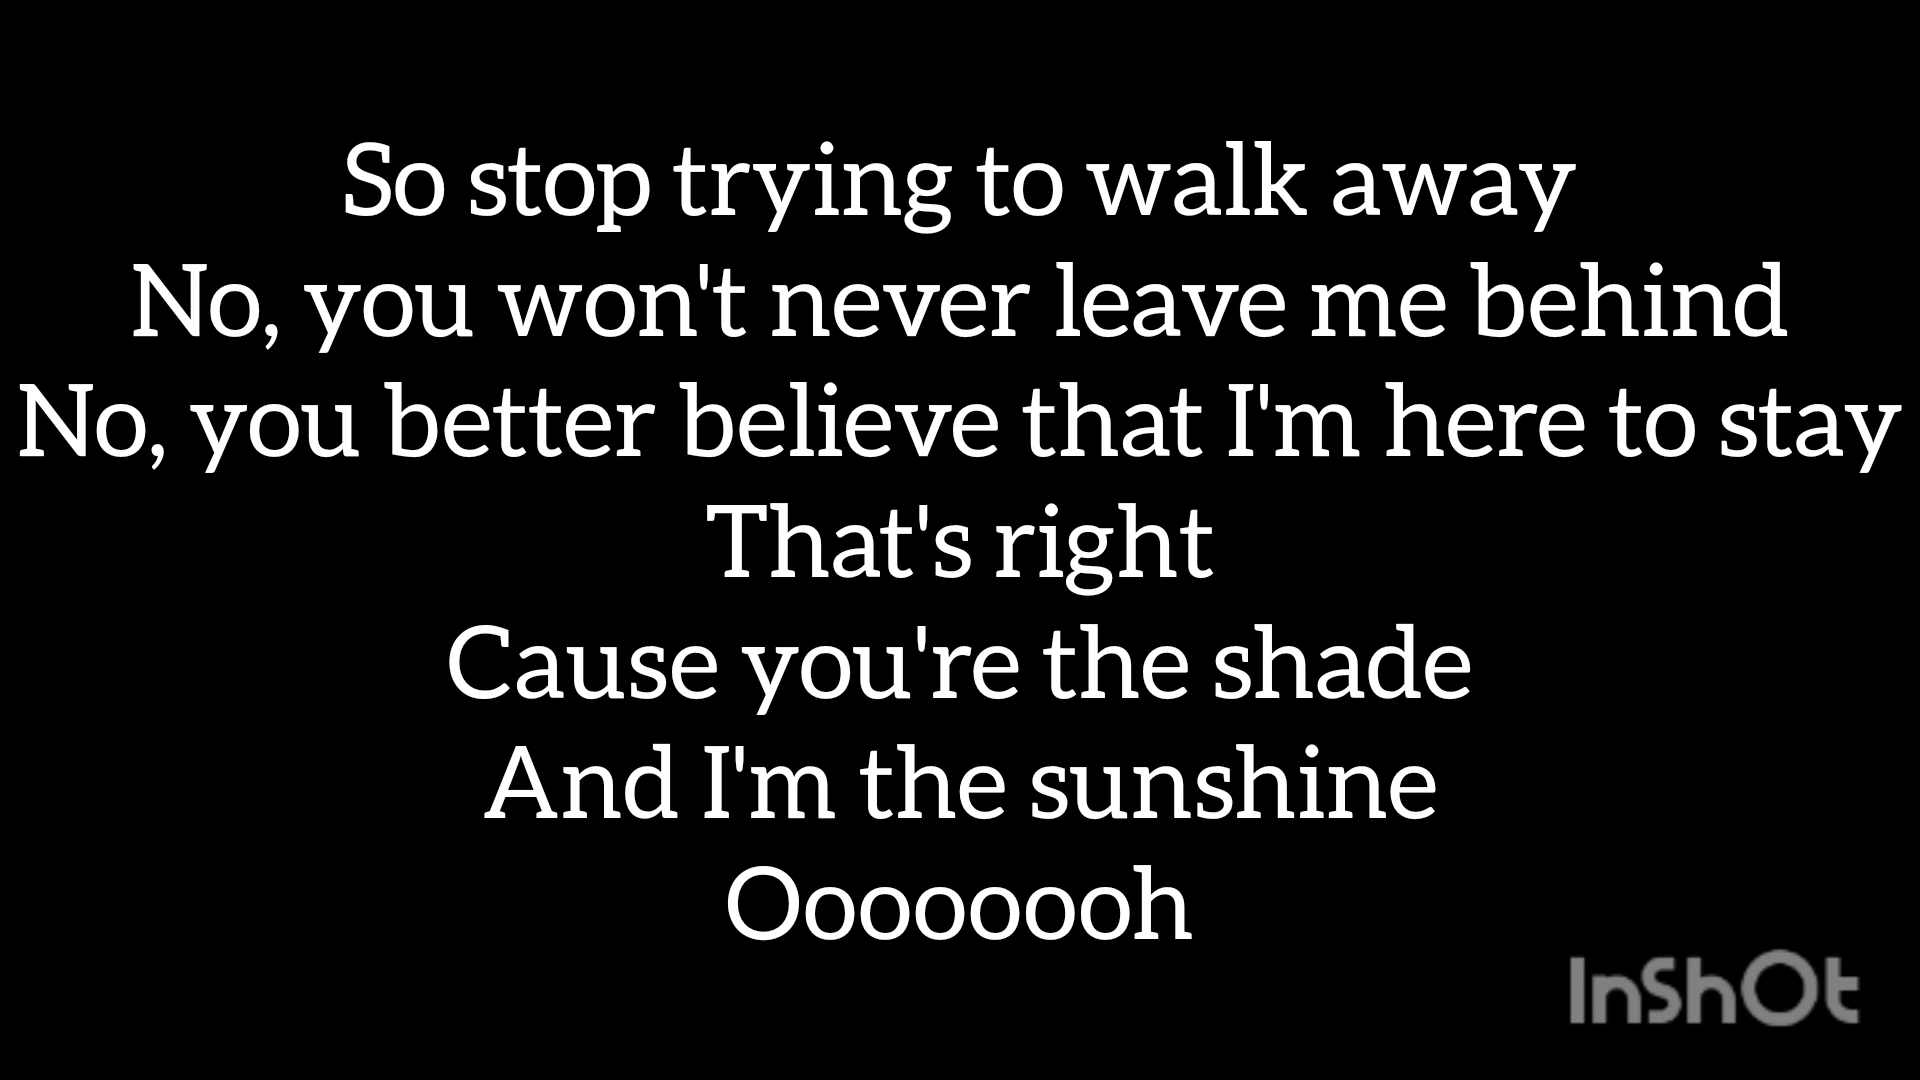 So stop trying to walk away
No, you won't never leave me behind
No, you better believe that I'm here to stay
That's right
Cause you're the shade
And I'm the sunshine
Oooooooh
InShOt